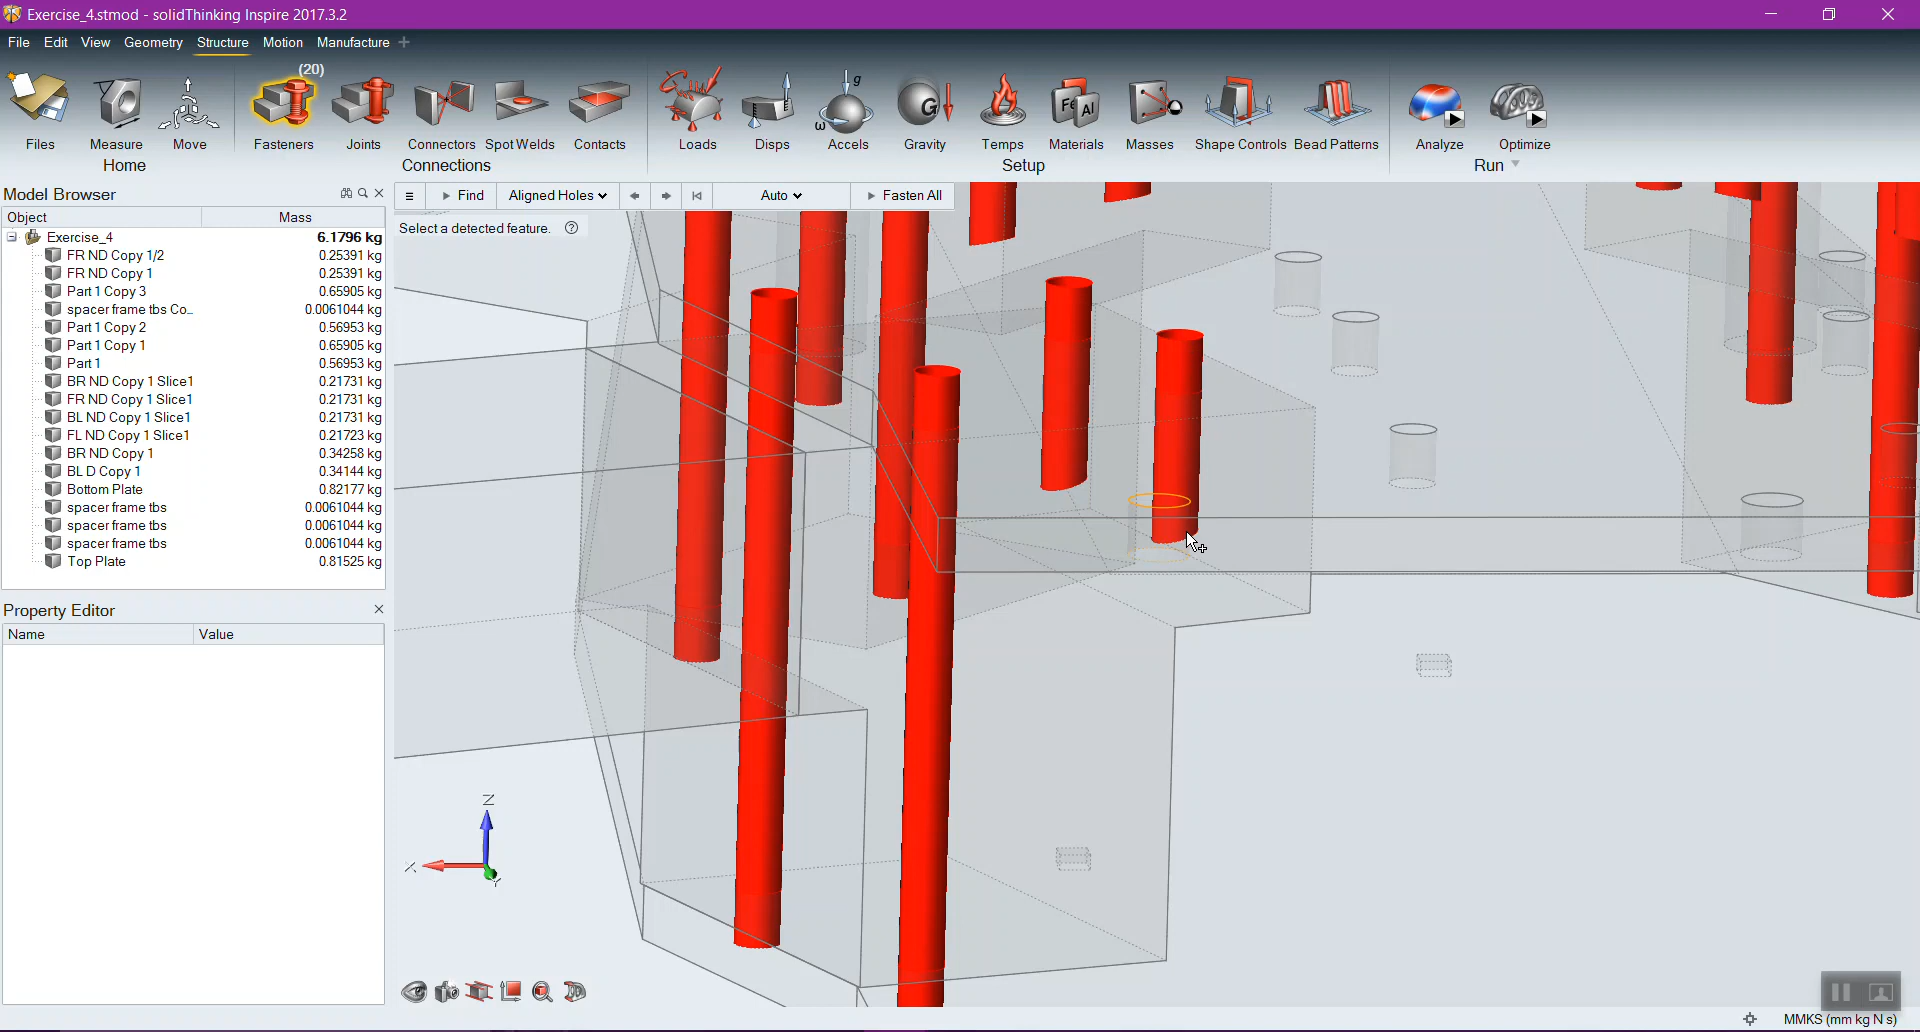 Exercise_4.stmod - solidThinking Inspire 2017.3.2
File Edit View Geometry Structure Motion Manufacture
(20)
Files Measure Move Fasteners Joints Connectors Spot Welds Contacts Loads Disps Accels Gravity Temps Materials Masses Shape Controls Bead Patterns Analyze Optimize
Home Connections Setup Run
Model Browser
Find Aligned Holes Auto Fasten All
Object Mass
Select a detected feature.
Exercise_4 6.1796 kg
FR ND Copy 1/2 0.25391 kg
FR ND Copy 1 0.25391 kg
Part 1 Copy 3 0.65905 kg
spacer frame tbs Co... 0.0061044 kg
Part 1 Copy 2 0.56953 kg
Part 1 Copy 1 0.65905 kg
Part 1 0.56953 kg
BR ND Copy 1 Slice1 0.21731 kg
FR ND Copy 1 Slice1 0.21731 kg
BL ND Copy 1 Slice1 0.21731 kg
FL ND Copy 1 Slice1 0.21723 kg
BR ND Copy 1 0.34258 kg
BL D Copy 1 0.34144 kg
Bottom Plate 0.82177 kg
spacer frame tbs 0.0061044 kg
spacer frame tbs 0.0061044 kg
spacer frame tbs 0.0061044 kg
Top Plate 0.81525 kg
Property Editor
Name Value
Z
X
Y
MMKS (mm kg N s)